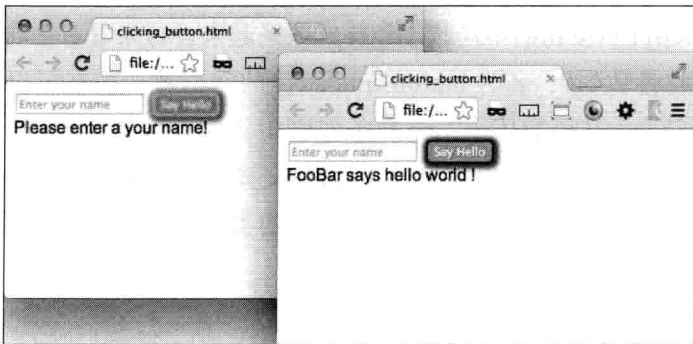 clicking_button.html
file:/...
Enter your name Say Hello
Please enter a your name!
clicking_button.html
file:/...
Enter your name Say Hello
FooBar says hello world !